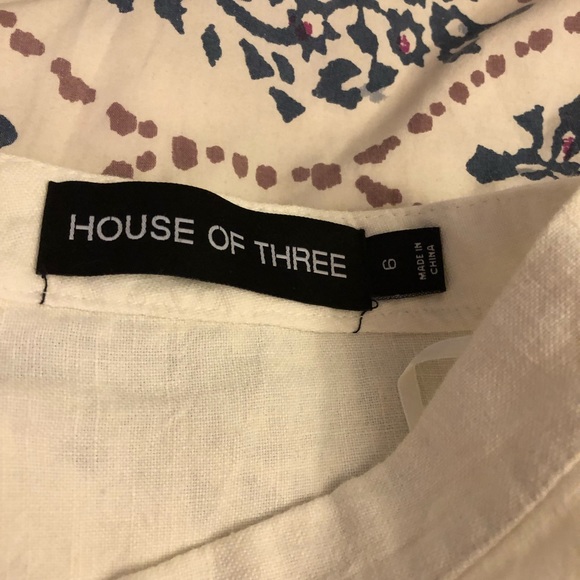 HOUSE OF THREE
6
MADE IN
CHINA